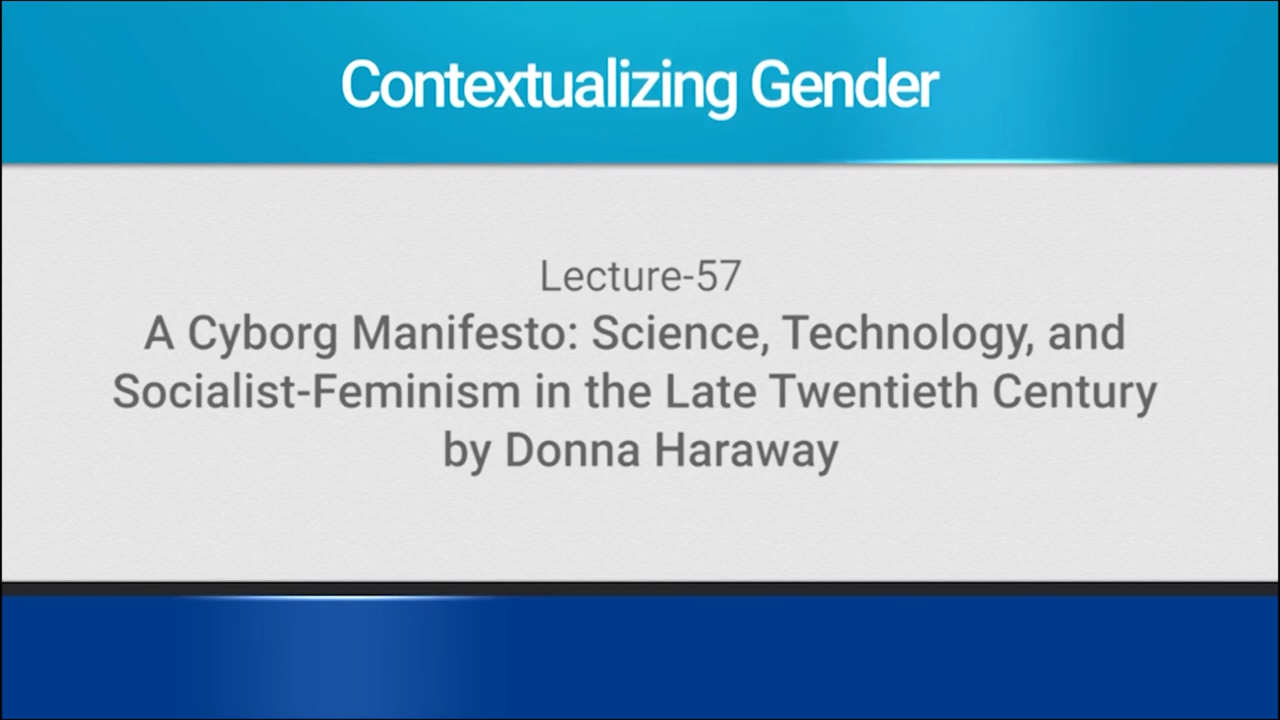 Contextualizing Gender
Lecture-57
A Cyborg Manifesto: Science, Technology, and
Socialist-Feminism in the Late Twentieth Century
by Donna Haraway